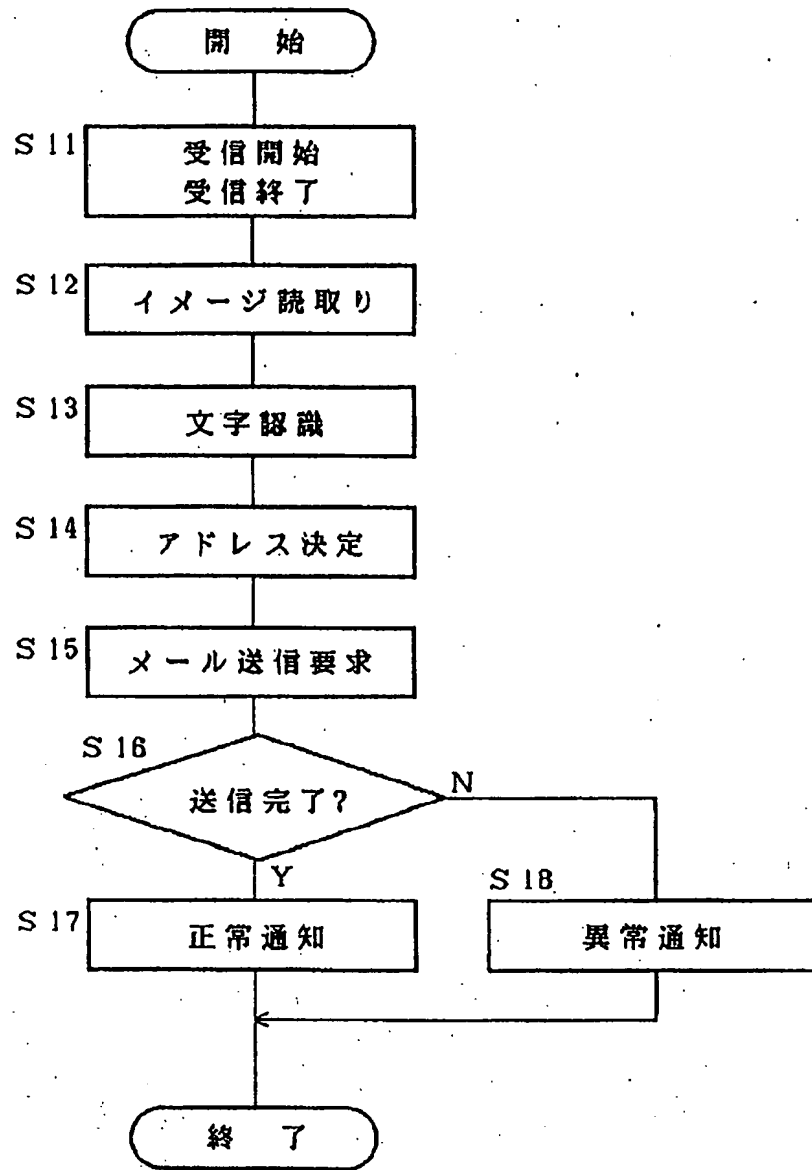 開 始
S 11
受信開始
受信終了
S 12
イメージ読取り
S 13
文字認識
S 14
アドレス決定
S 15
メール送信要求
S 16
送信完了?
N
Y
S 17
正常通知
S 18
異常通知
終 了